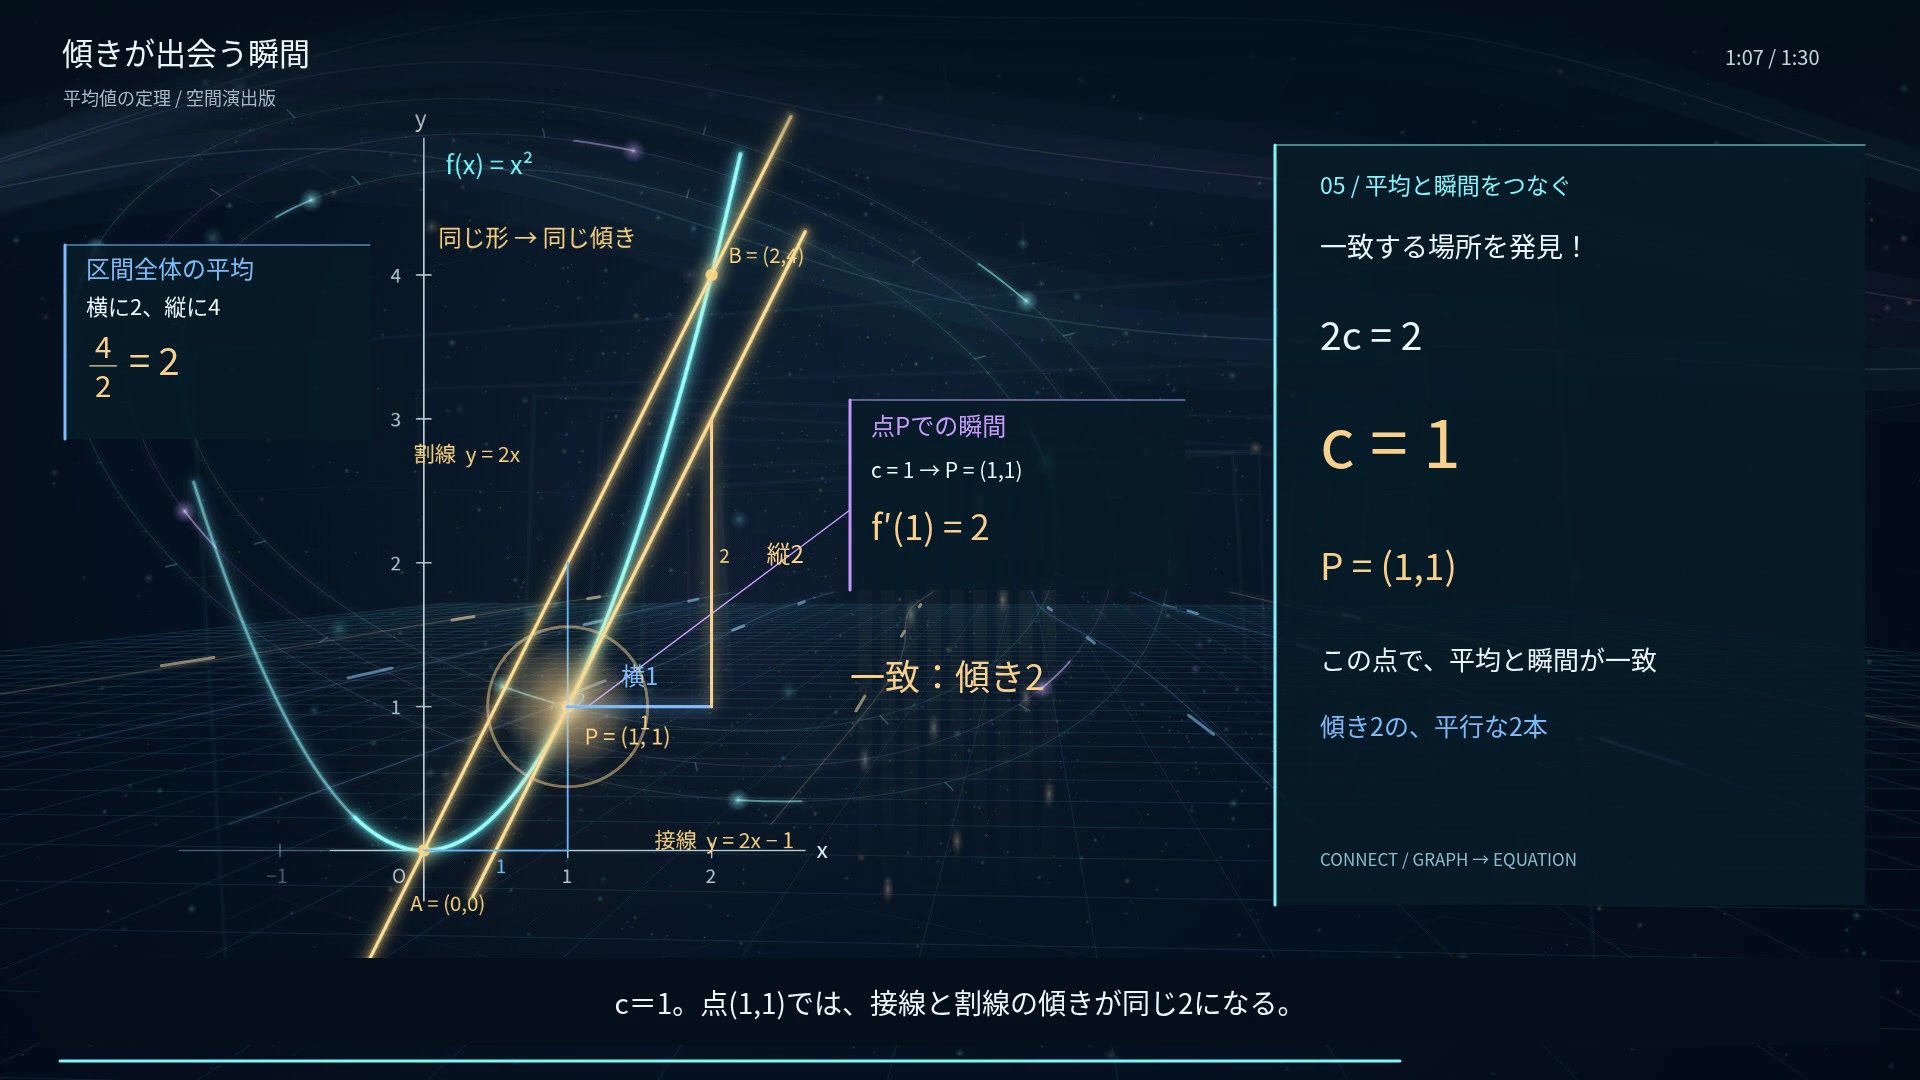 傾きが出会う瞬間
平均値の定理 / 空間演出版
1:07 / 1:30
y
f(x) = x²
同じ形 → 同じ傾き
B = (2,4)
区間全体の平均
横に2、縦に4
4
2
= 2
4
3
2
1
割線 y = 2x
点Pでの瞬間
c = 1 → P = (1,1)
f′(1) = 2
2
縦2
横1
1
P = (1, 1)
一致：傾き2
接線 y = 2x − 1
x
−1
O
1
1
2
A = (0,0)
05 / 平均と瞬間をつなぐ
一致する場所を発見！
2c = 2
c = 1
P = (1,1)
この点で、平均と瞬間が一致
傾き2の、平行な2本
CONNECT / GRAPH → EQUATION
c＝1。点(1,1)では、接線と割線の傾きが同じ2になる。